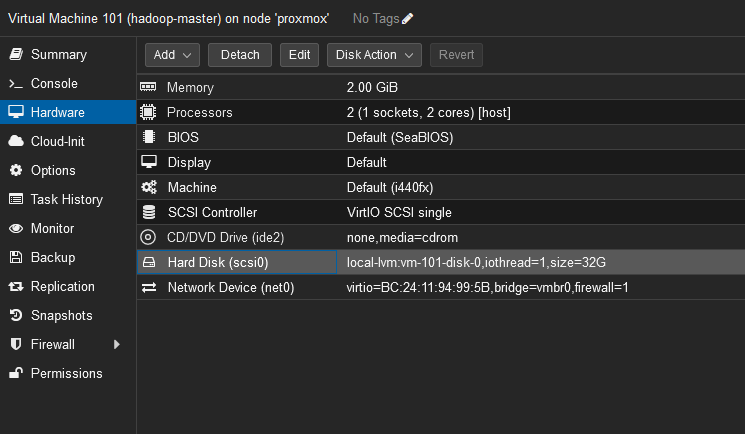 Virtual Machine 101 (hadoop-master) on node 'proxmox' No Tags
Summary
Console
Hardware
Cloud-Init
Options
Task History
Monitor
Backup
Replication
Snapshots
Firewall
Permissions
Add Detach Edit Disk Action Revert
Memory 2.00 GiB
Processors 2 (1 sockets, 2 cores) [host]
BIOS Default (SeaBIOS)
Display Default
Machine Default (i440fx)
SCSI Controller VirtIO SCSI single
CD/DVD Drive (ide2) none,media=cdrom
Hard Disk (scsi0) local-lvm:vm-101-disk-0,iothread=1,size=32G
Network Device (net0) virtio=BC:24:11:94:99:5B,bridge=vmbr0,firewall=1